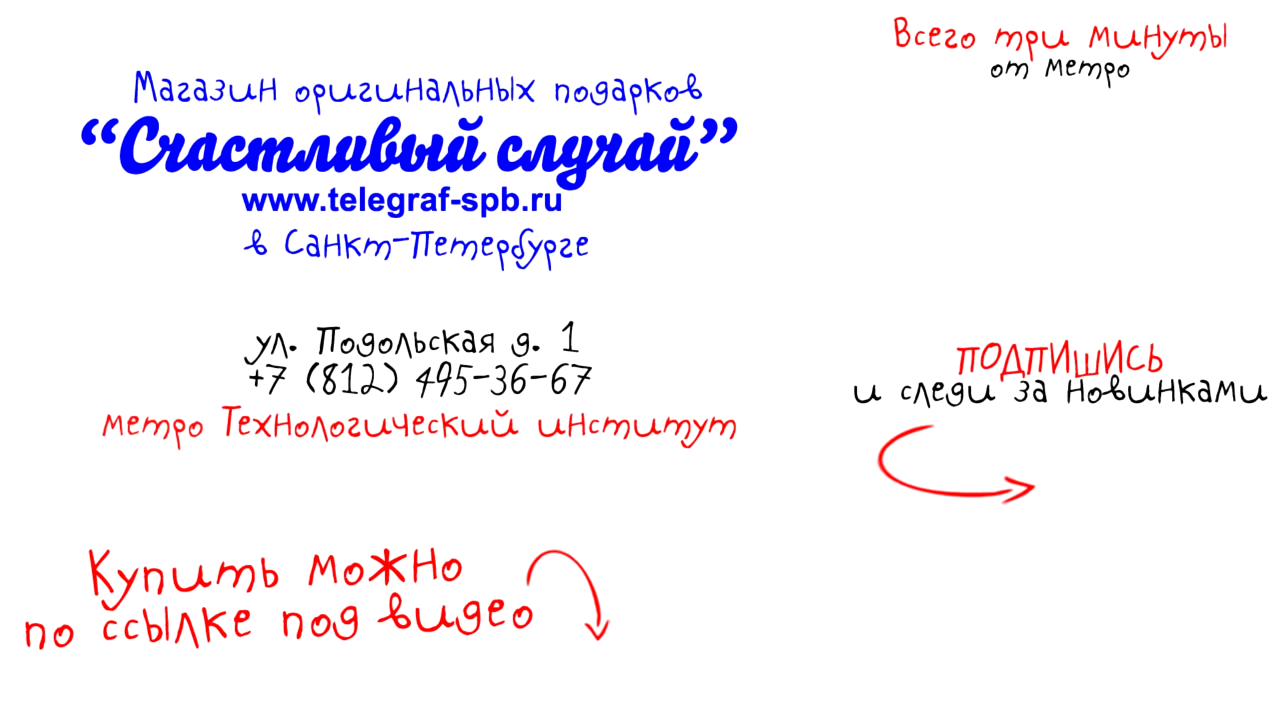 Всего три минуты
от метро
Магазин оригинальных подарков
“Счастливый случай”
www.telegraf-spb.ru
в Санкт-Петербурге
ул. Подольская д. 1
+7 (812) 495-36-67
метро Технологический институт
ПОДПИШИСЬ
и следи за новинками
Купить можно
по ссылке под видео